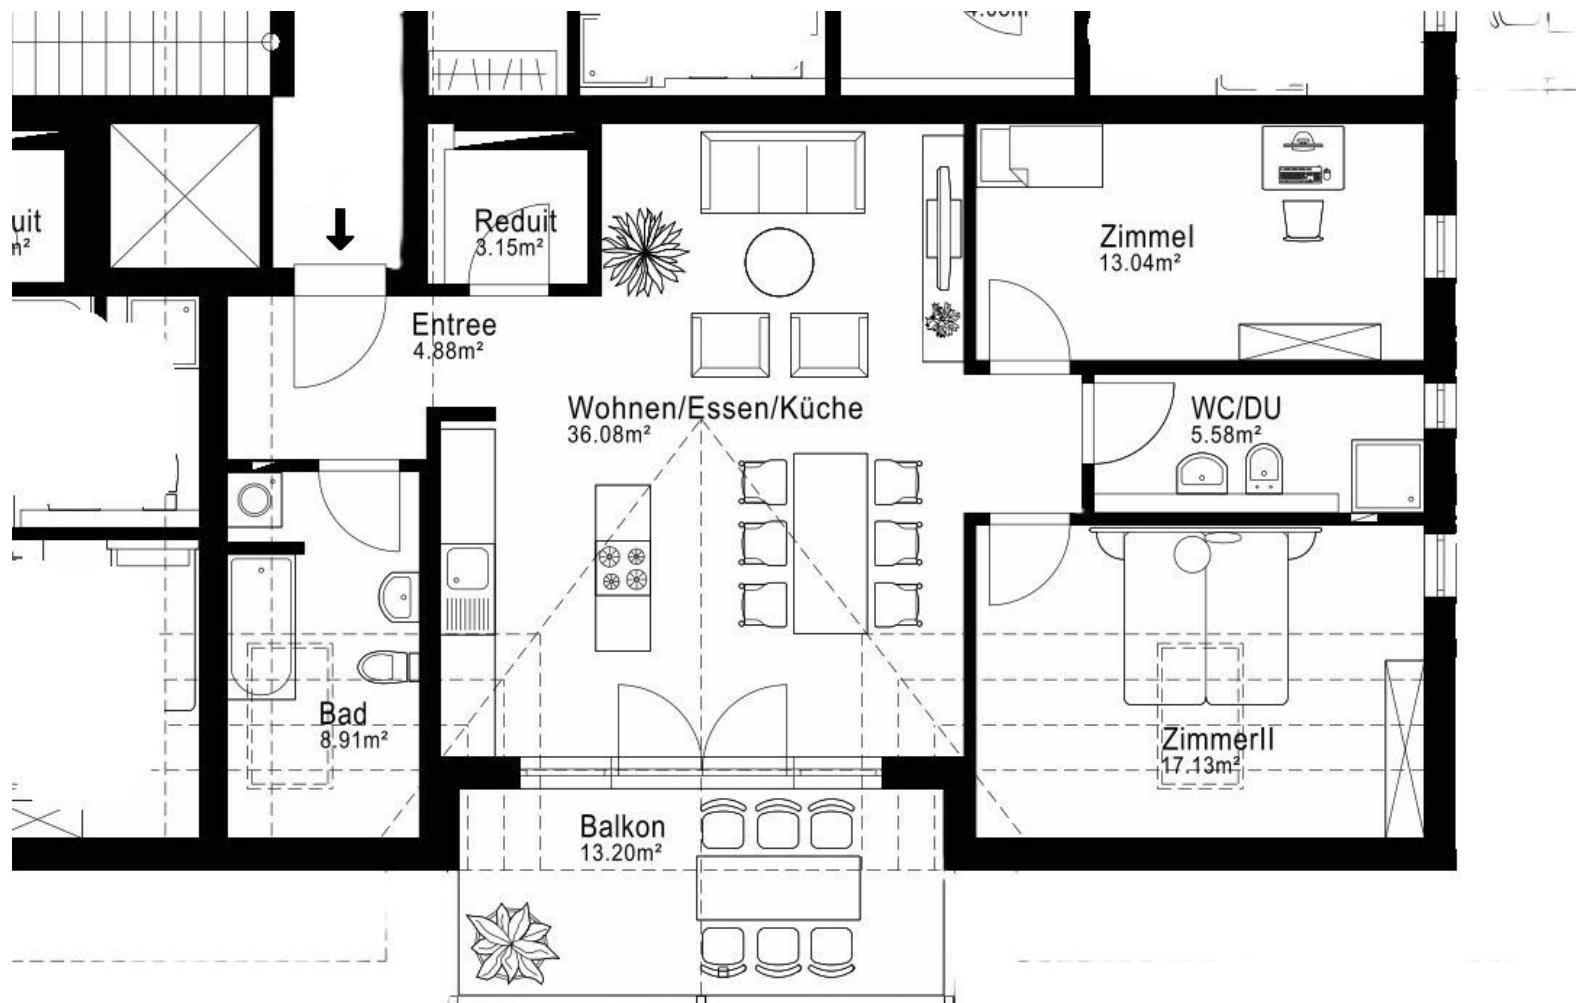 uit
Reduit
3.15m²
Zimmel
13.04m²
Entree
4.88m²
Wohnen/Essen/Küche
36.08m²
WC/DU
5.58m²
Bad
8.91m²
ZimmerII
17.13m²
Balkon
13.20m²